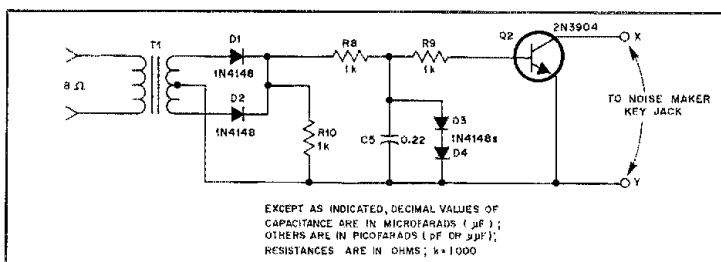 T1
8 Ω
D1
1N4148
D2
1N4148
R8
1k
R9
1k
R10
1k
C5
0.22
D3
1N4148s
D4
Q2
2N3904
X
TO NOISE MAKER
KEY JACK
Y
EXCEPT AS INDICATED, DECIMAL VALUES OF
CAPACITANCE ARE IN MICROFARADS (µF);
OTHERS ARE IN PICOFARADS (pF OR µµF);
RESISTANCES ARE IN OHMS; k=1000